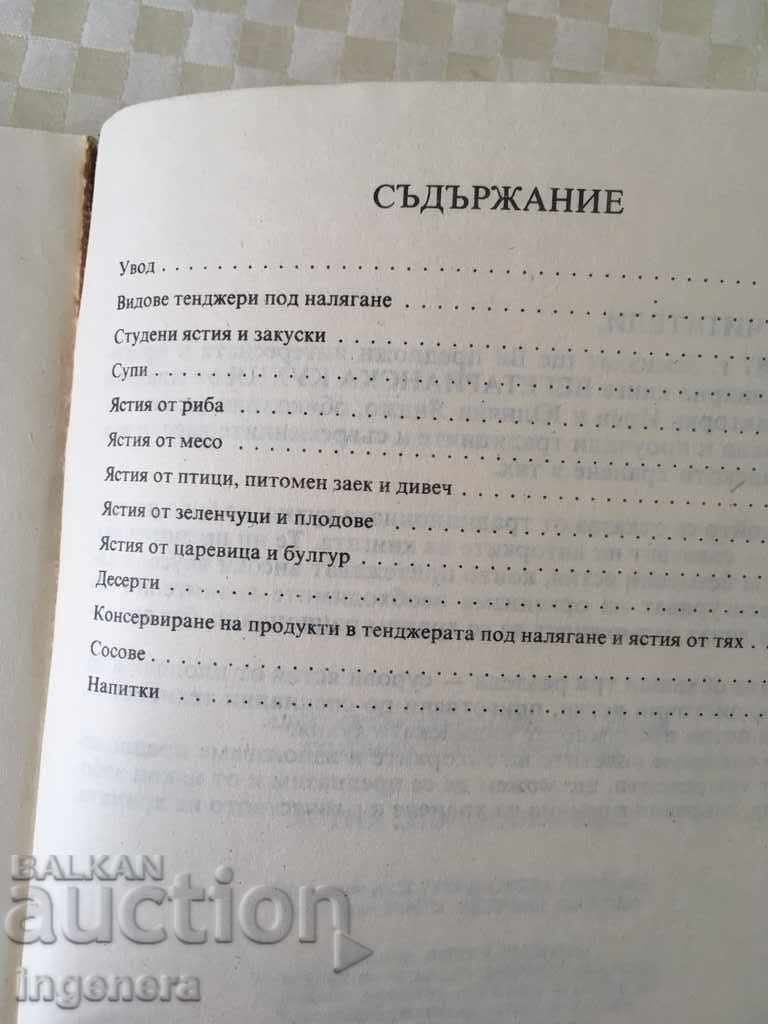 СЪДЪРЖАНИЕ
Увод . . . . . . . . . . . . . . . . . . . . . . . . . . . . . . . . . . . . . . . . . . . . . .
Видове тенджери под налягане . . . . . . . . . . . . . . . . . . . . . . . . . .
Студени ястия и закуски . . . . . . . . . . . . . . . . . . . . . . . . . . . . . . .
Супи . . . . . . . . . . . . . . . . . . . . . . . . . . . . . . . . . . . . . . . . . . . . . .
Ястия от риба . . . . . . . . . . . . . . . . . . . . . . . . . . . . . . . . . . . . . . .
Ястия от месо . . . . . . . . . . . . . . . . . . . . . . . . . . . . . . . . . . . . . . .
Ястия от птици, питомен заек и дивеч . . . . . . . . . . . . . . . . . . . .
Ястия от зеленчуци и плодове . . . . . . . . . . . . . . . . . . . . . . . . . .
Ястия от царевица и булгур . . . . . . . . . . . . . . . . . . . . . . . . . . . .
Десерти . . . . . . . . . . . . . . . . . . . . . . . . . . . . . . . . . . . . . . . . . . . .
Консервиране на продукти в тенджерата под налягане и ястия от тях . .
Сосове . . . . . . . . . . . . . . . . . . . . . . . . . . . . . . . . . . . . . . . . . . . . .
Напитки . . . . . . . . . . . . . . . . . . . . . . . . . . . . . . . . . . . . . . . . . . . .
BALKAN
auction
ingenera